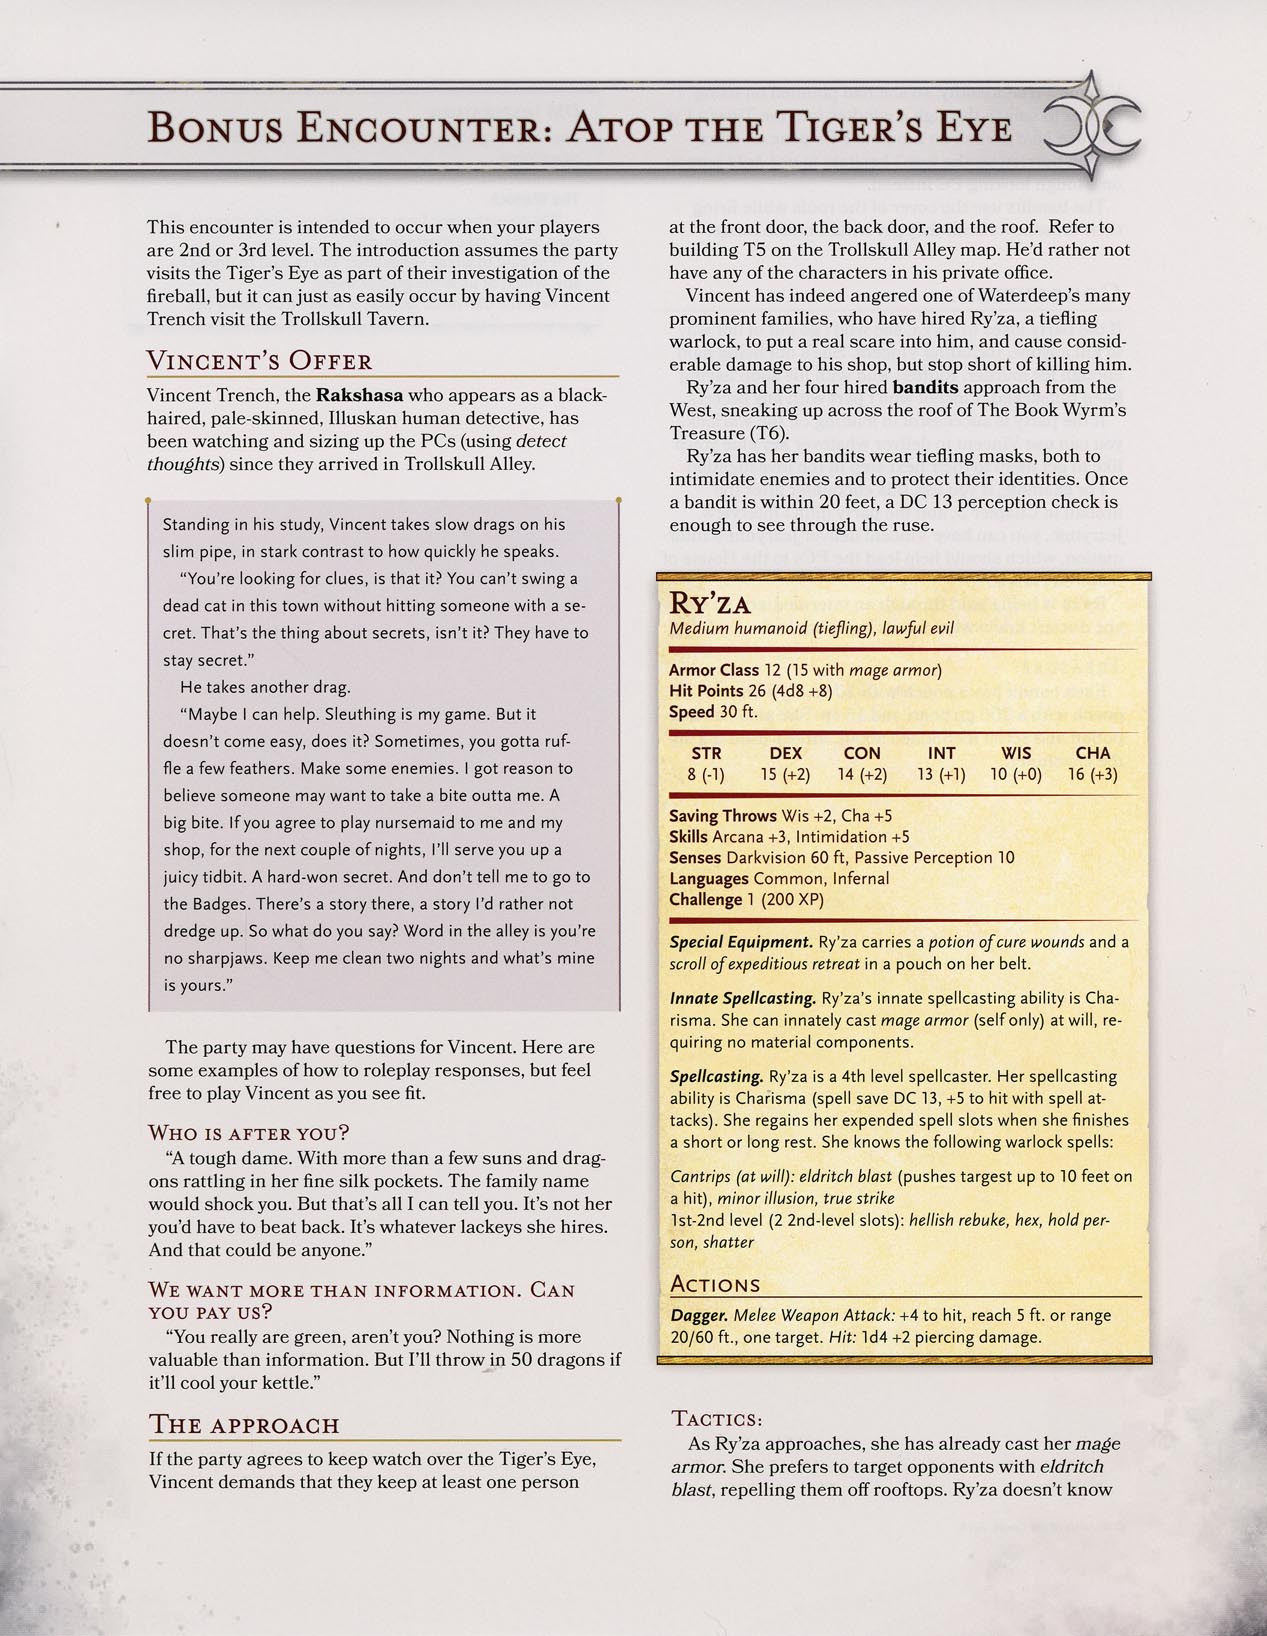 BONUS ENCOUNTER: ATOP THE TIGER'S EYE
This encounter is intended to occur when your players
are 2nd or 3rd level. The introduction assumes the party
visits the Tiger's Eye as part of their investigation of the
fireball, but it can just as easily occur by having Vincent
Trench visit the Trollskull Tavern.
VINCENT'S OFFER
Vincent Trench, the Rakshasa who appears as a black-
haired, pale-skinned, Illuskan human detective, has
been watching and sizing up the PCs (using detect
thoughts) since they arrived in Trollskull Alley.
Standing in his study, Vincent takes slow drags on his
slim pipe, in stark contrast to how quickly he speaks.
“You're looking for clues, is that it? You can't swing a
dead cat in this town without hitting someone with a se-
cret. That's the thing about secrets, isn't it? They have to
stay secret.”
He takes another drag.
“Maybe I can help. Sleuthing is my game. But it
doesn't come easy, does it? Sometimes, you gotta ruf-
fle a few feathers. Make some enemies. I got reason to
believe someone may want to take a bite outta me. A
big bite. If you agree to play nursemaid to me and my
shop, for the next couple of nights, I'll serve you up a
juicy tidbit. A hard-won secret. And don't tell me to go to
the Badges. There's a story there, a story I'd rather not
dredge up. So what do you say? Word in the alley is you're
no sharpjaws. Keep me clean two nights and what's mine
is yours.”
The party may have questions for Vincent. Here are
some examples of how to roleplay responses, but feel
free to play Vincent as you see fit.
WHO IS AFTER YOU?
“A tough dame. With more than a few suns and drag-
ons rattling in her fine silk pockets. The family name
would shock you. But that's all I can tell you. It's not her
you'd have to beat back. It's whatever lackeys she hires.
And that could be anyone.”
WE WANT MORE THAN INFORMATION. CAN
YOU PAY US?
“You really are green, aren't you? Nothing is more
valuable than information. But I'll throw in 50 dragons if
it'll cool your kettle.”
THE APPROACH
If the party agrees to keep watch over the Tiger's Eye,
Vincent demands that they keep at least one person
at the front door, the back door, and the roof. Refer to
building T5 on the Trollskull Alley map. He'd rather not
have any of the characters in his private office.
Vincent has indeed angered one of Waterdeep's many
prominent families, who have hired Ry'za, a tiefling
warlock, to put a real scare into him, and cause consid-
erable damage to his shop, but stop short of killing him.
Ry'za and her four hired bandits approach from the
West, sneaking up across the roof of The Book Wyrm's
Treasure (T6).
Ry'za has her bandits wear tiefling masks, both to
intimidate enemies and to protect their identities. Once
a bandit is within 20 feet, a DC 13 perception check is
enough to see through the ruse.
RY'ZA
Medium humanoid (tiefling), lawful evil
Armor Class 12 (15 with mage armor)
Hit Points 26 (4d8 +8)
Speed 30 ft.
STR DEX CON INT WIS CHA
8 (-1) 15 (+2) 14 (+2) 13 (+1) 10 (+0) 16 (+3)
Saving Throws Wis +2, Cha +5
Skills Arcana +3, Intimidation +5
Senses Darkvision 60 ft, Passive Perception 10
Languages Common, Infernal
Challenge 1 (200 XP)
Special Equipment. Ry'za carries a potion of cure wounds and a
scroll of expeditious retreat in a pouch on her belt.
Innate Spellcasting. Ry'za's innate spellcasting ability is Cha-
risma. She can innately cast mage armor (self only) at will, re-
quiring no material components.
Spellcasting. Ry'za is a 4th level spellcaster. Her spellcasting
ability is Charisma (spell save DC 13, +5 to hit with spell at-
tacks). She regains her expended spell slots when she finishes
a short or long rest. She knows the following warlock spells:
Cantrips (at will): eldritch blast (pushes targest up to 10 feet on
a hit), minor illusion, true strike
1st-2nd level (2 2nd-level slots): hellish rebuke, hex, hold per-
son, shatter
ACTIONS
Dagger. Melee Weapon Attack: +4 to hit, reach 5 ft. or range
20/60 ft., one target. Hit: 1d4 +2 piercing damage.
TACTICS:
As Ry'za approaches, she has already cast her mage
armor. She prefers to target opponents with eldritch
blast, repelling them off rooftops. Ry'za doesn't know